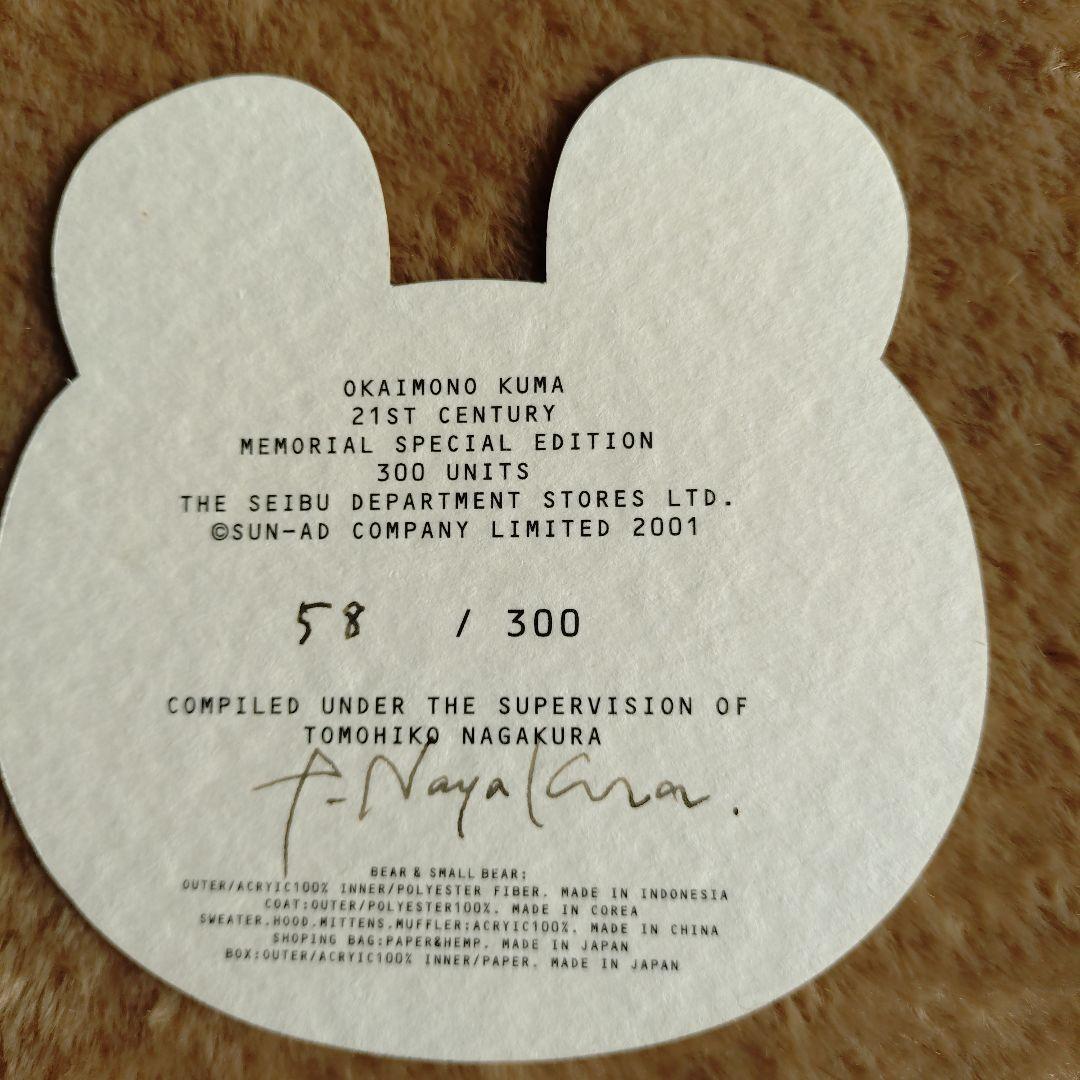 OKAIMONO KUMA
21ST CENTURY
MEMORIAL SPECIAL EDITION
300 UNITS
THE SEIBU DEPARTMENT STORES LTD.
©SUN-AD COMPANY LIMITED 2001
58 / 300
COMPILED UNDER THE SUPERVISION OF
TOMOHIKO NAGAKURA
T. Nagakura.
BEAR & SMALL BEAR:
OUTER/ACRYIC100% INNER/POLYESTER FIBER. MADE IN INDONESIA
COAT:OUTER/POLYESTER100%. MADE IN COREA
SWEATER.HOOD.MITTENS.MUFFLER:ACRYIC100%. MADE IN CHINA
SHOPING BAG:PAPER&HEMP. MADE IN JAPAN
BOX:OUTER/ACRYIC100% INNER/PAPER. MADE IN JAPAN